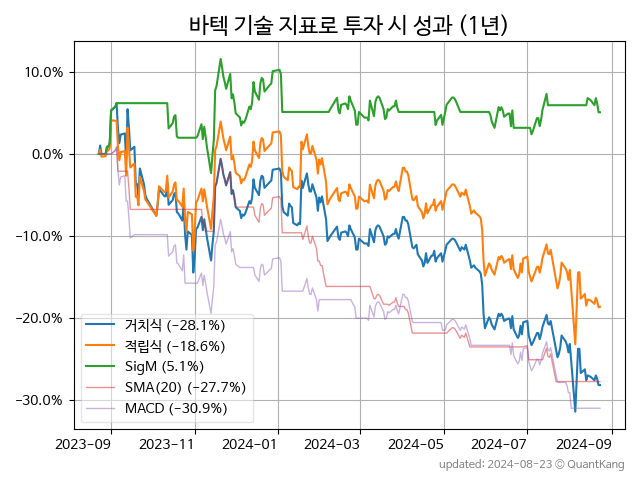 바텍 기술 지표로 투자 시 성과 (1년)
10.0%
0.0%
−10.0%
−20.0%
−30.0%
거치식 (−28.1%)
적립식 (−18.6%)
SigM (5.1%)
SMA(20) (−27.7%)
MACD (−30.9%)
2023-09 2023-11 2024-01 2024-03 2024-05 2024-07 2024-09
updated: 2024-08-23 © QuantKang